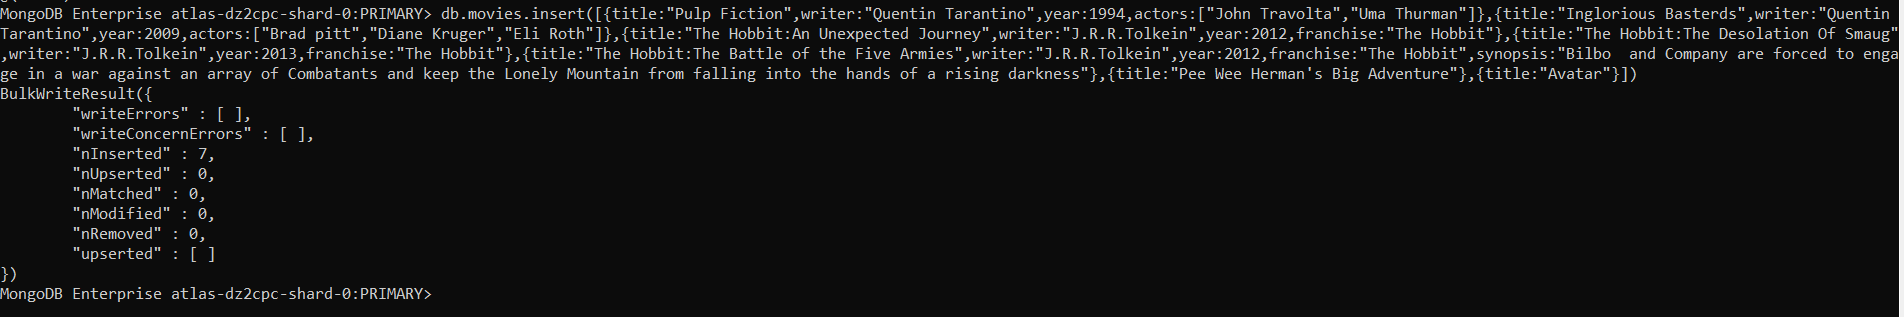 MongoDB Enterprise atlas-dz2cpc-shard-0:PRIMARY> db.movies.insert([{title:"Pulp Fiction",writer:"Quentin Tarantino",year:1994,actors:["John Travolta","Uma Thurman"]},{title:"Inglorious Basterds",writer:"Quentin
Tarantino",year:2009,actors:["Brad pitt","Diane Kruger","Eli Roth"]},{title:"The Hobbit:An Unexpected Journey",writer:"J.R.R.Tolkein",year:2012,franchise:"The Hobbit"},{title:"The Hobbit:The Desolation Of Smaug"
,writer:"J.R.R.Tolkein",year:2013,franchise:"The Hobbit"},{title:"The Hobbit:The Battle of the Five Armies",writer:"J.R.R.Tolkein",year:2012,franchise:"The Hobbit",synopsis:"Bilbo  and Company are forced to enga
ge in a war against an array of Combatants and keep the Lonely Mountain from falling into the hands of a rising darkness"},{title:"Pee Wee Herman's Big Adventure"},{title:"Avatar"}])
BulkWriteResult({
        "writeErrors" : [ ],
        "writeConcernErrors" : [ ],
        "nInserted" : 7,
        "nUpserted" : 0,
        "nMatched" : 0,
        "nModified" : 0,
        "nRemoved" : 0,
        "upserted" : [ ]
})
MongoDB Enterprise atlas-dz2cpc-shard-0:PRIMARY>